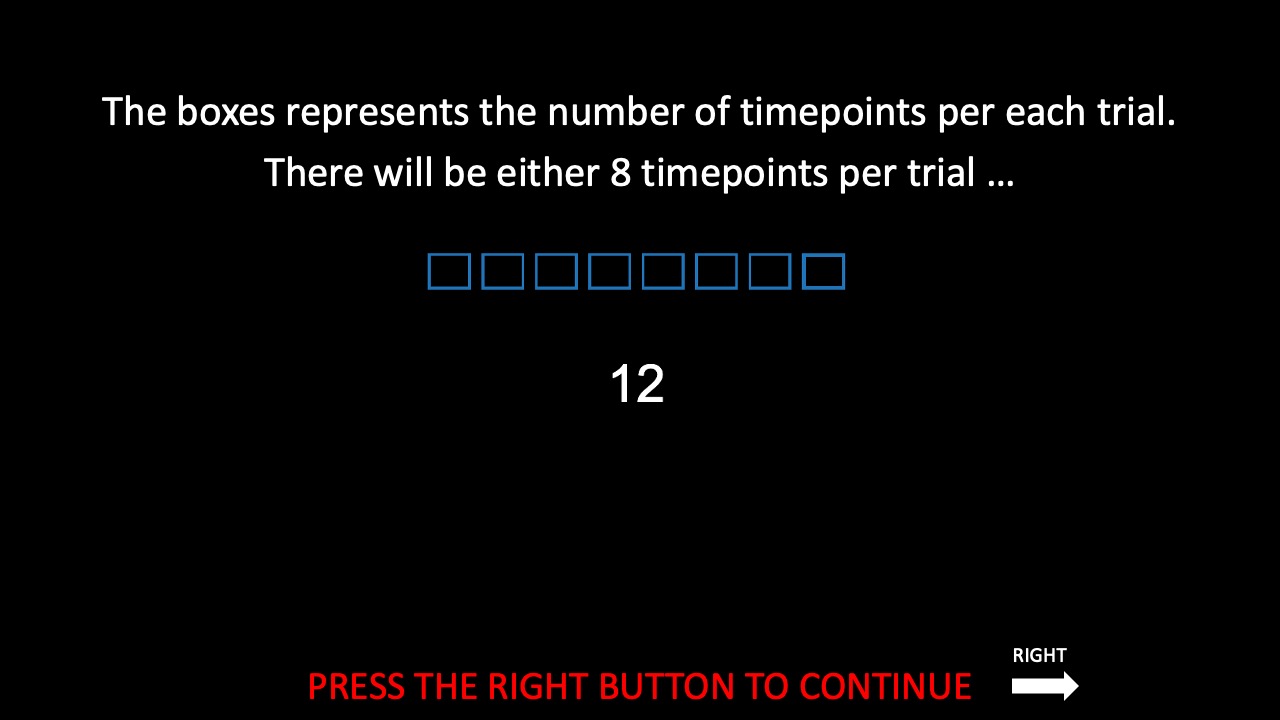 The boxes represents the number of timepoints per each trial.
There will be either 8 timepoints per trial ...
12
RIGHT
PRESS THE RIGHT BUTTON TO CONTINUE